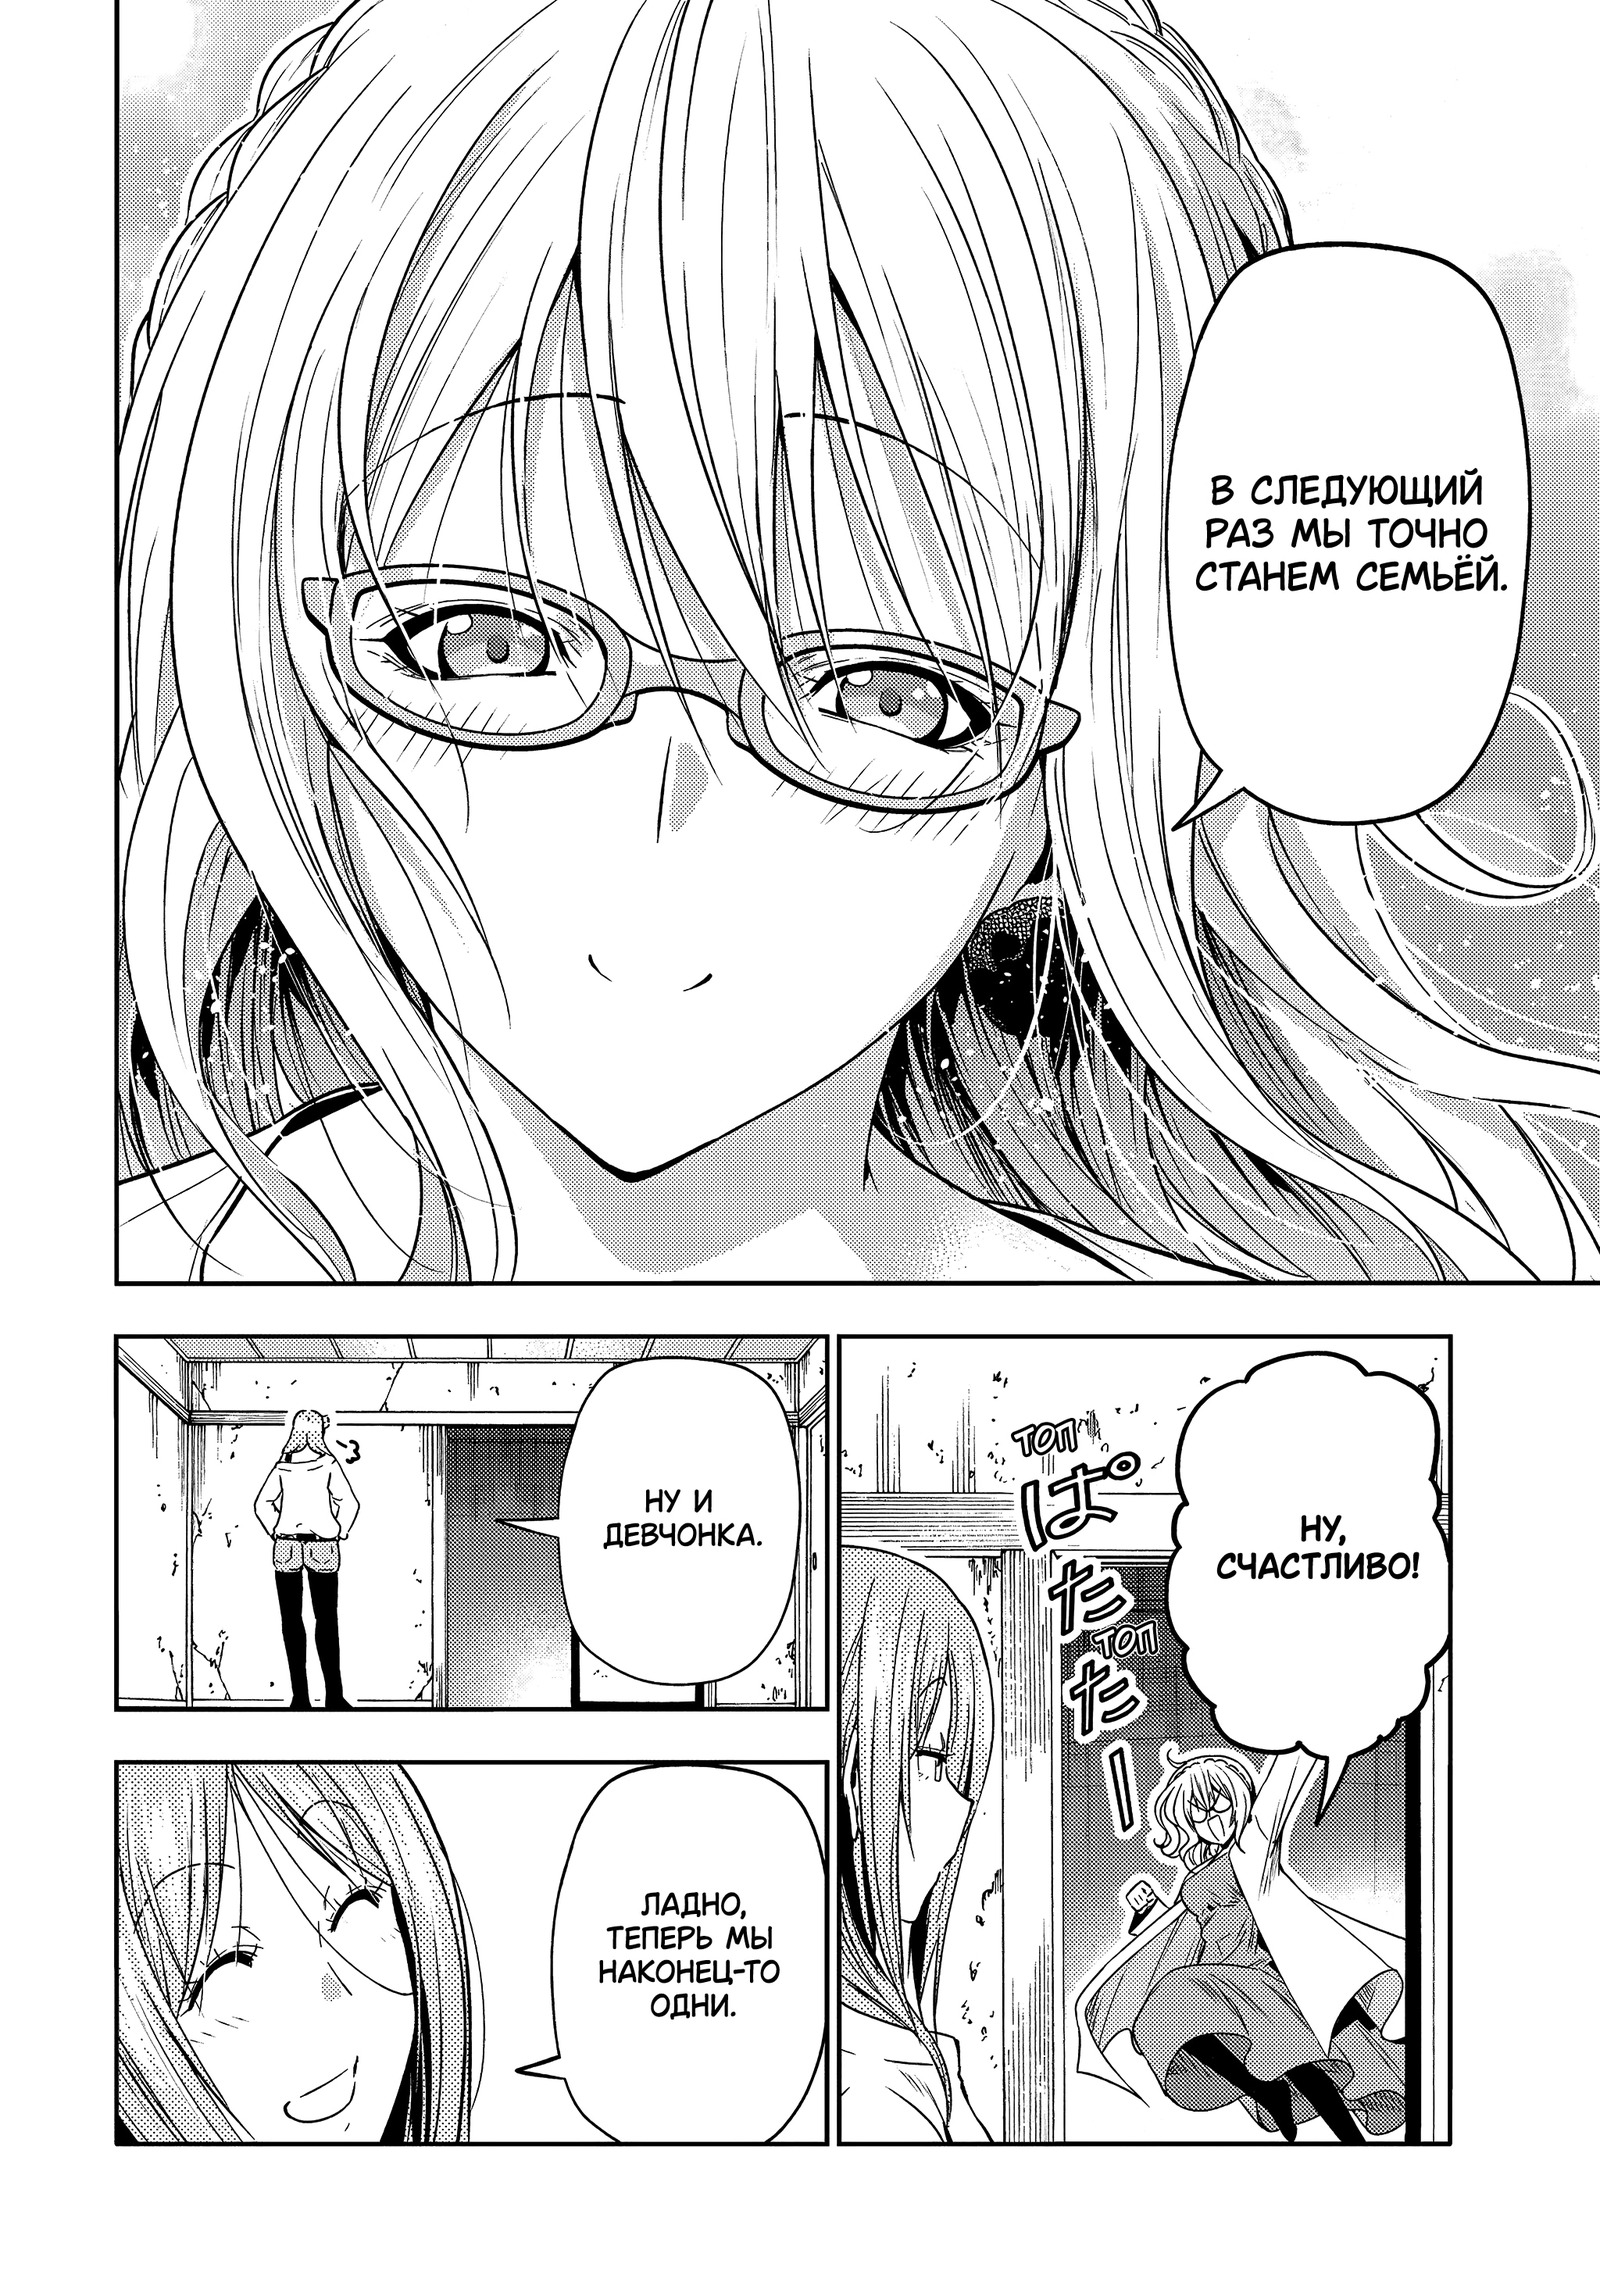 В СЛЕДУЮЩИЙ
РАЗ МЫ ТОЧНО
СТАНЕМ СЕМЬЁЙ.
НУ,
СЧАСТЛИВО!
ТОП
ぱたたー
ТОП
НУ И
ДЕВЧОНКА.
ЛАДНО,
ТЕПЕРЬ МЫ
НАКОНЕЦ-ТО
ОДНИ.